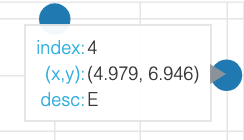 index: 4
(x,y): (4.979, 6.946)
desc: E